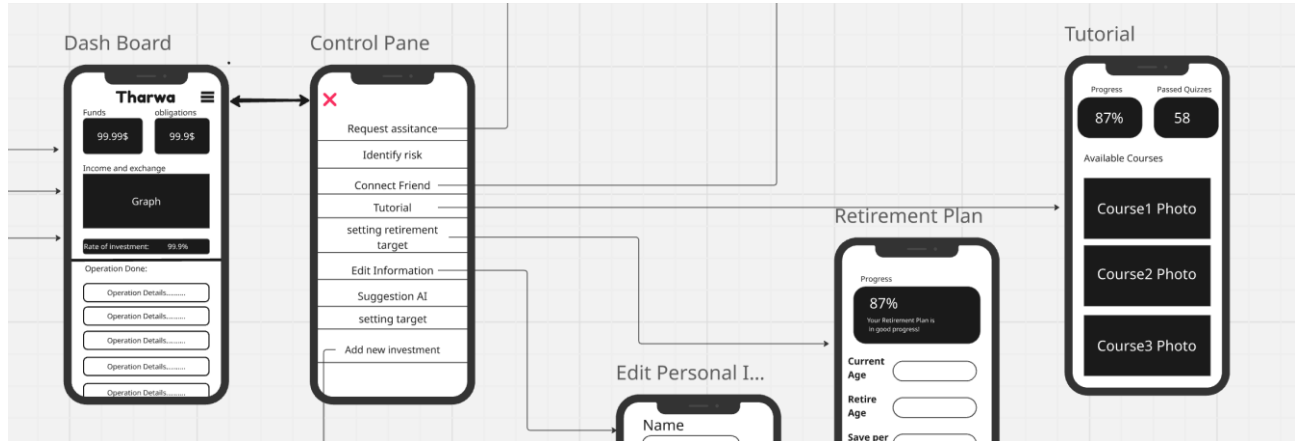 Dash Board
Tharwa
Funds
obligations
99.99$
99.9$
Income and exchange
Graph
Rate of investment:
99.9%
Operation Done:
Operation Details..........
Operation Details..........
Operation Details..........
Operation Details..........
Operation Details..........
Control Pane
Request assitance
Identify risk
Connect Friend
Tutorial
setting retirement
target
Edit Information
Suggestion AI
setting target
Add new investment
Edit Personal I...
Name
Retirement Plan
Progress
87%
Your Retirement Plan is
in good progress!
Current
Age
Retire
Age
Save per
Tutorial
Progress
Passed Quizzes
87%
58
Available Courses
Course1 Photo
Course2 Photo
Course3 Photo